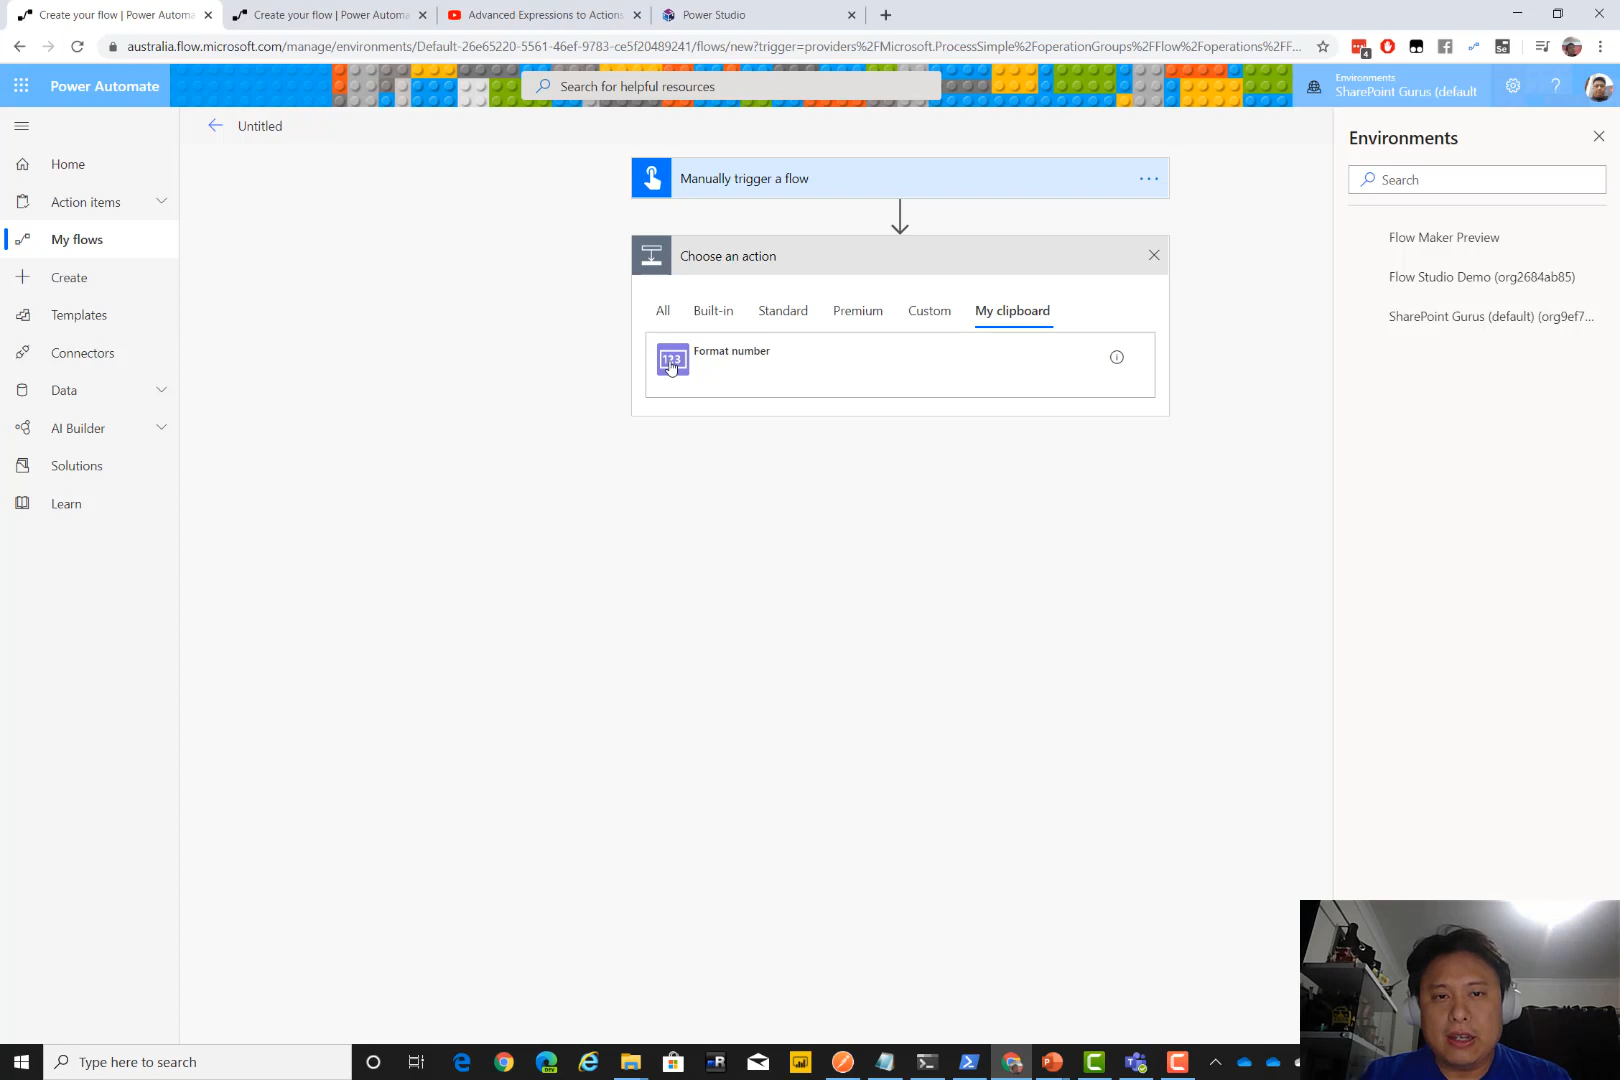 Create your flow | Power Automa
Create your flow | Power Automa
Advanced Expressions to Actions
Power Studio
australia.flow.microsoft.com/manage/environments/Default-26e65220-5561-46ef-9783-ce5f20489241/flows/new?trigger=providers%2FMicrosoft.ProcessSimple%2FoperationGroups%2FFlow%2Foperations%2FF...
4
Power Automate
Search for helpful resources
Environments
SharePoint Gurus (default)
?
Untitled
Home
Action items
My flows
Create
Templates
Connectors
Data
AI Builder
Solutions
Learn
Manually trigger a flow
...
Choose an action
All
Built-in
Standard
Premium
Custom
My clipboard
123
Format number
Environments
Search
Flow Maker Preview
Flow Studio Demo (org2684ab85)
SharePoint Gurus (default) (org9ef7...
Type here to search